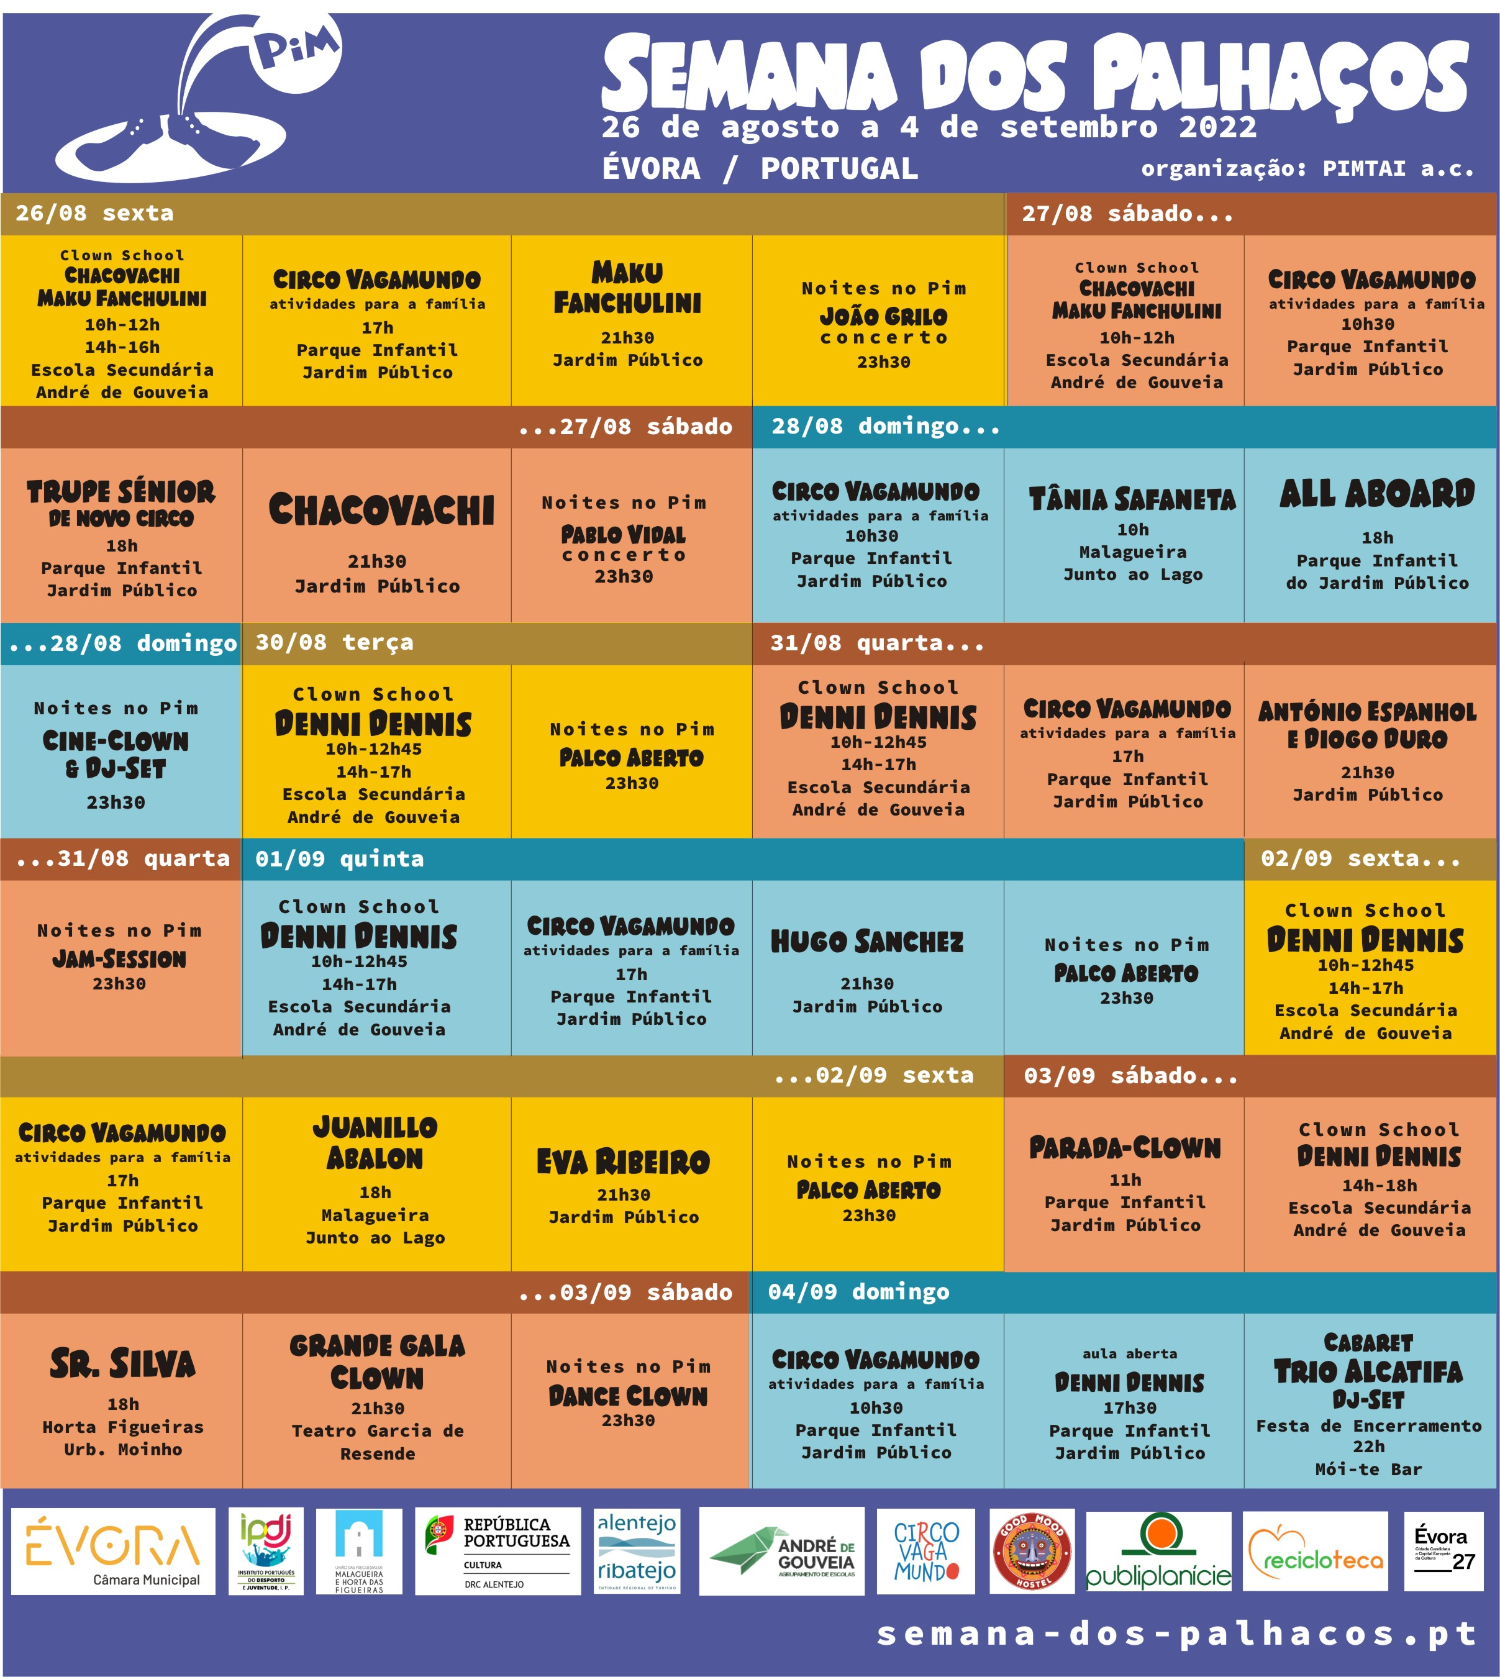 PiM
SEMANA DOS PALHAÇOS
26 de agosto a 4 de setembro 2022
ÉVORA / PORTUGAL
organização: PIMTAI a.c.
26/08 sexta
27/08 sábado...
Clown School
CHACOVACHI
MAKU FANCHULINI
10h-12h
14h-16h
Escola Secundária
André de Gouveia
CIRCO VAGAMUNDO
atividades para a família
17h
Parque Infantil
Jardim Público
MAKU
FANCHULINI
21h30
Jardim Público
Noites no Pim
JOÃO GRILO
concerto
23h30
Clown School
CHACOVACHI
MAKU FANCHULINI
10h-12h
Escola Secundária
André de Gouveia
CIRCO VAGAMUNDO
atividades para a família
10h30
Parque Infantil
Jardim Público
...27/08 sábado
28/08 domingo...
TRUPE SÉNIOR
DE NOVO CIRCO
18h
Parque Infantil
Jardim Público
CHACOVACHI
21h30
Jardim Público
Noites no Pim
PABLO VIDAL
concerto
23h30
CIRCO VAGAMUNDO
atividades para a família
10h30
Parque Infantil
Jardim Público
TÂNIA SAFANETA
10h
Malagueira
Junto ao Lago
ALL ABOARD
18h
Parque Infantil
do Jardim Público
...28/08 domingo
30/08 terça
31/08 quarta...
Noites no Pim
CINE-CLOWN
& DJ-SET
23h30
Clown School
DENNI DENNIS
10h-12h45
14h-17h
Escola Secundária
André de Gouveia
Noites no Pim
PALCO ABERTO
23h30
Clown School
DENNI DENNIS
10h-12h45
14h-17h
Escola Secundária
André de Gouveia
CIRCO VAGAMUNDO
atividades para a família
17h
Parque Infantil
Jardim Público
ANTÓNIO ESPANHOL
E DIOGO DURO
21h30
Jardim Público
...31/08 quarta
01/09 quinta
02/09 sexta...
Noites no Pim
JAM-SESSION
23h30
Clown School
DENNI DENNIS
10h-12h45
14h-17h
Escola Secundária
André de Gouveia
CIRCO VAGAMUNDO
atividades para a família
17h
Parque Infantil
Jardim Público
HUGO SANCHEZ
21h30
Jardim Público
Noites no Pim
PALCO ABERTO
23h30
Clown School
DENNI DENNIS
10h-12h45
14h-17h
Escola Secundária
André de Gouveia
...02/09 sexta
03/09 sábado...
CIRCO VAGAMUNDO
atividades para a família
17h
Parque Infantil
Jardim Público
JUANILLO
ABALON
18h
Malagueira
Junto ao Lago
EVA RIBEIRO
21h30
Jardim Público
Noites no Pim
PALCO ABERTO
23h30
PARADA-CLOWN
11h
Parque Infantil
Jardim Público
Clown School
DENNI DENNIS
14h-18h
Escola Secundária
André de Gouveia
...03/09 sábado
04/09 domingo
SR. SILVA
18h
Horta Figueiras
Urb. Moinho
GRANDE GALA
CLOWN
21h30
Teatro Garcia de
Resende
Noites no Pim
DANCE CLOWN
23h30
CIRCO VAGAMUNDO
atividades para a família
10h30
Parque Infantil
Jardim Público
aula aberta
DENNI DENNIS
17h30
Parque Infantil
Jardim Público
CABARET
TRIO ALCATIFA
DJ-SET
Festa de Encerramento
22h
Mói-te Bar
ÉVORA
Câmara Municipal
ipdj
INSTITUTO PORTUGUÊS
DO DESPORTO
E JUVENTUDE, I. P.
UNIÃO DAS FREGUESIAS
MALAGUEIRA
E HORTA DAS
FIGUEIRAS
REPÚBLICA
PORTUGUESA
CULTURA
DRC ALENTEJO
alentejo
ribatejo
ENTIDADE REGIONAL DE TURISMO
ANDRÉ DE
GOUVEIA
AGRUPAMENTO DE ESCOLAS
CIRCO
VAGA
MUNDO
GOOD MOOD
HOSTEL
publiplanície
recicloteca
Évora
Cidade Candidata
a Capital Europeia
da Cultura
27
semana-dos-palhacos.pt